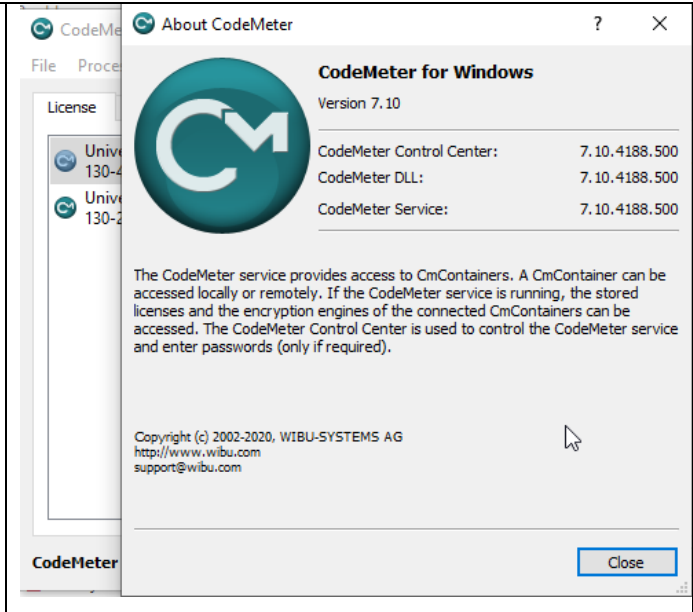 CodeMe
File Proce
License
Unive
130-4
Unive
130-2
CodeMeter
About CodeMeter
?
CodeMeter for Windows
Version 7.10
CodeMeter Control Center: 7.10.4188.500
CodeMeter DLL: 7.10.4188.500
CodeMeter Service: 7.10.4188.500
The CodeMeter service provides access to CmContainers. A CmContainer can be
accessed locally or remotely. If the CodeMeter service is running, the stored
licenses and the encryption engines of the connected CmContainers can be
accessed. The CodeMeter Control Center is used to control the CodeMeter service
and enter passwords (only if required).
Copyright (c) 2002-2020, WIBU-SYSTEMS AG
http://www.wibu.com
support@wibu.com
Close